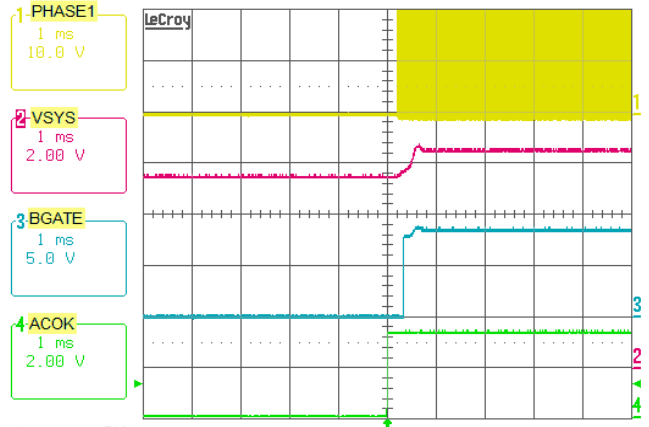 1 PHASE1
1 ms
10.0 V
LeCroy
1
2 VSYS
1 ms
2.00 V
3 BGATE
1 ms
5.0 V
3
4 ACOK
1 ms
2.00 V
2
4